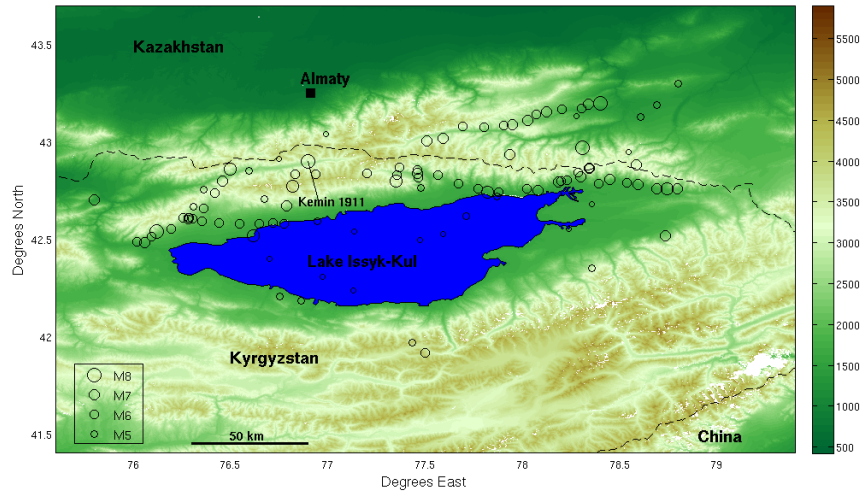 Kazakhstan
Almaty
Kemin 1911
Lake Issyk-Kul
Kyrgyzstan
China
M8
M7
M6
M5
50 km
43.5
43
42.5
42
41.5
76
76.5
77
77.5
78
78.5
79
Degrees East
Degrees North
5500
5000
4500
4000
3500
3000
2500
2000
1500
1000
500